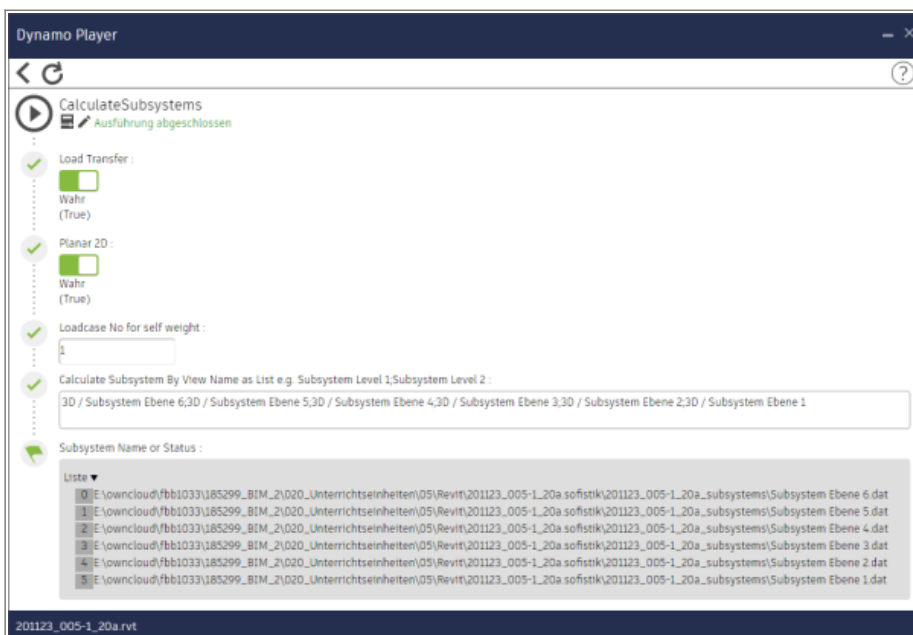 Dynamo Player
CalculateSubsystems
Ausführung abgeschlossen
Load Transfer :
Wahr
(True)
Planar 2D :
Wahr
(True)
Loadcase No for self weight :
1
Calculate Subsystem By View Name as List e.g. Subsystem Level 1;Subsystem Level 2 :
3D / Subsystem Ebene 6;3D / Subsystem Ebene 5;3D / Subsystem Ebene 4;3D / Subsystem Ebene 3;3D / Subsystem Ebene 2;3D / Subsystem Ebene 1
Subsystem Name or Status :
Liste ▼
0 E:\owncloud\fbb1033\185299_BIM_2\020_Unterrichtseinheiten\05\Revit\201123_005-1_20a.sofistik\201123_005-1_20a_subsystems\Subsystem Ebene 6.dat
1 E:\owncloud\fbb1033\185299_BIM_2\020_Unterrichtseinheiten\05\Revit\201123_005-1_20a.sofistik\201123_005-1_20a_subsystems\Subsystem Ebene 5.dat
2 E:\owncloud\fbb1033\185299_BIM_2\020_Unterrichtseinheiten\05\Revit\201123_005-1_20a.sofistik\201123_005-1_20a_subsystems\Subsystem Ebene 4.dat
3 E:\owncloud\fbb1033\185299_BIM_2\020_Unterrichtseinheiten\05\Revit\201123_005-1_20a.sofistik\201123_005-1_20a_subsystems\Subsystem Ebene 3.dat
4 E:\owncloud\fbb1033\185299_BIM_2\020_Unterrichtseinheiten\05\Revit\201123_005-1_20a.sofistik\201123_005-1_20a_subsystems\Subsystem Ebene 2.dat
5 E:\owncloud\fbb1033\185299_BIM_2\020_Unterrichtseinheiten\05\Revit\201123_005-1_20a.sofistik\201123_005-1_20a_subsystems\Subsystem Ebene 1.dat
201123_005-1_20a.rvt